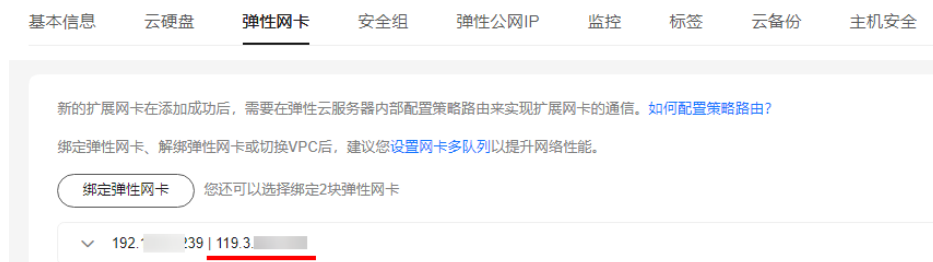 基本信息 云硬盘 弹性网卡 安全组 弹性公网IP 监控 标签 云备份 主机安全
新的扩展网卡在添加成功后，需要在弹性云服务器内部配置策略路由来实现扩展网卡的通信。如何配置策略路由？
绑定弹性网卡、解绑弹性网卡或切换VPC后，建议您设置网卡多队列以提升网络性能。
绑定弹性网卡 您还可以选择绑定2块弹性网卡
192. 239 | 119.3.